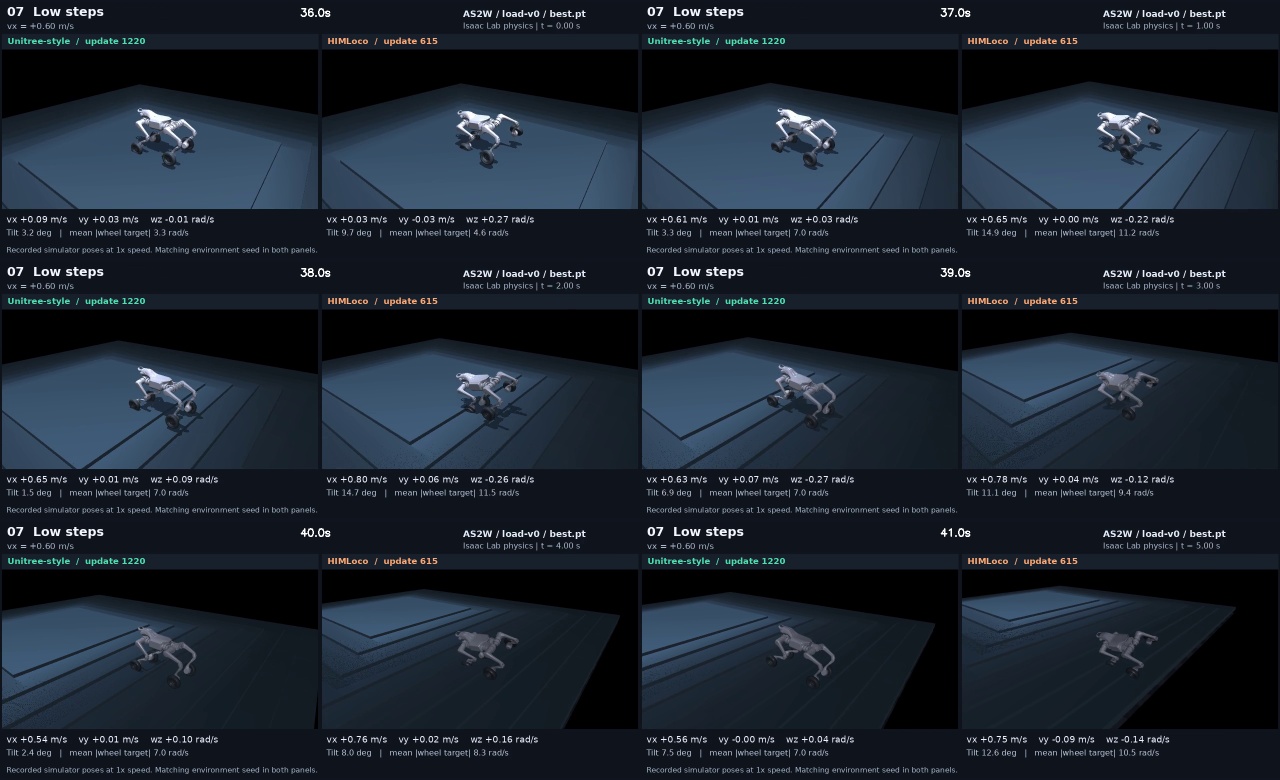 07 Low steps
36.0s
AS2W / load-v0 / best.pt
vx = +0.60 m/s
Isaac Lab physics | t = 0.00 s
Unitree-style / update 1220
HIMLoco / update 615
vx +0.09 m/s vy +0.03 m/s wz -0.01 rad/s
vx +0.03 m/s vy -0.03 m/s wz +0.27 rad/s
Tilt 3.2 deg | mean |wheel target| 3.3 rad/s
Tilt 9.7 deg | mean |wheel target| 4.6 rad/s
Recorded simulator poses at 1x speed. Matching environment seed in both panels.
07 Low steps
37.0s
AS2W / load-v0 / best.pt
vx = +0.60 m/s
Isaac Lab physics | t = 1.00 s
Unitree-style / update 1220
HIMLoco / update 615
vx +0.61 m/s vy +0.01 m/s wz +0.03 rad/s
vx +0.65 m/s vy +0.00 m/s wz -0.22 rad/s
Tilt 3.3 deg | mean |wheel target| 7.0 rad/s
Tilt 14.9 deg | mean |wheel target| 11.2 rad/s
Recorded simulator poses at 1x speed. Matching environment seed in both panels.
07 Low steps
38.0s
AS2W / load-v0 / best.pt
vx = +0.60 m/s
Isaac Lab physics | t = 2.00 s
Unitree-style / update 1220
HIMLoco / update 615
vx +0.65 m/s vy +0.01 m/s wz +0.09 rad/s
vx +0.80 m/s vy +0.06 m/s wz -0.26 rad/s
Tilt 1.5 deg | mean |wheel target| 7.0 rad/s
Tilt 14.7 deg | mean |wheel target| 11.5 rad/s
Recorded simulator poses at 1x speed. Matching environment seed in both panels.
07 Low steps
39.0s
AS2W / load-v0 / best.pt
vx = +0.60 m/s
Isaac Lab physics | t = 3.00 s
Unitree-style / update 1220
HIMLoco / update 615
vx +0.63 m/s vy +0.07 m/s wz -0.27 rad/s
vx +0.78 m/s vy +0.04 m/s wz -0.12 rad/s
Tilt 6.9 deg | mean |wheel target| 7.0 rad/s
Tilt 11.1 deg | mean |wheel target| 9.4 rad/s
Recorded simulator poses at 1x speed. Matching environment seed in both panels.
07 Low steps
40.0s
AS2W / load-v0 / best.pt
vx = +0.60 m/s
Isaac Lab physics | t = 4.00 s
Unitree-style / update 1220
HIMLoco / update 615
vx +0.54 m/s vy +0.01 m/s wz +0.10 rad/s
vx +0.76 m/s vy +0.02 m/s wz +0.16 rad/s
Tilt 2.4 deg | mean |wheel target| 7.0 rad/s
Tilt 8.0 deg | mean |wheel target| 8.3 rad/s
Recorded simulator poses at 1x speed. Matching environment seed in both panels.
07 Low steps
41.0s
AS2W / load-v0 / best.pt
vx = +0.60 m/s
Isaac Lab physics | t = 5.00 s
Unitree-style / update 1220
HIMLoco / update 615
vx +0.56 m/s vy -0.00 m/s wz +0.04 rad/s
vx +0.75 m/s vy -0.09 m/s wz -0.14 rad/s
Tilt 7.5 deg | mean |wheel target| 7.0 rad/s
Tilt 12.6 deg | mean |wheel target| 10.5 rad/s
Recorded simulator poses at 1x speed. Matching environment seed in both panels.